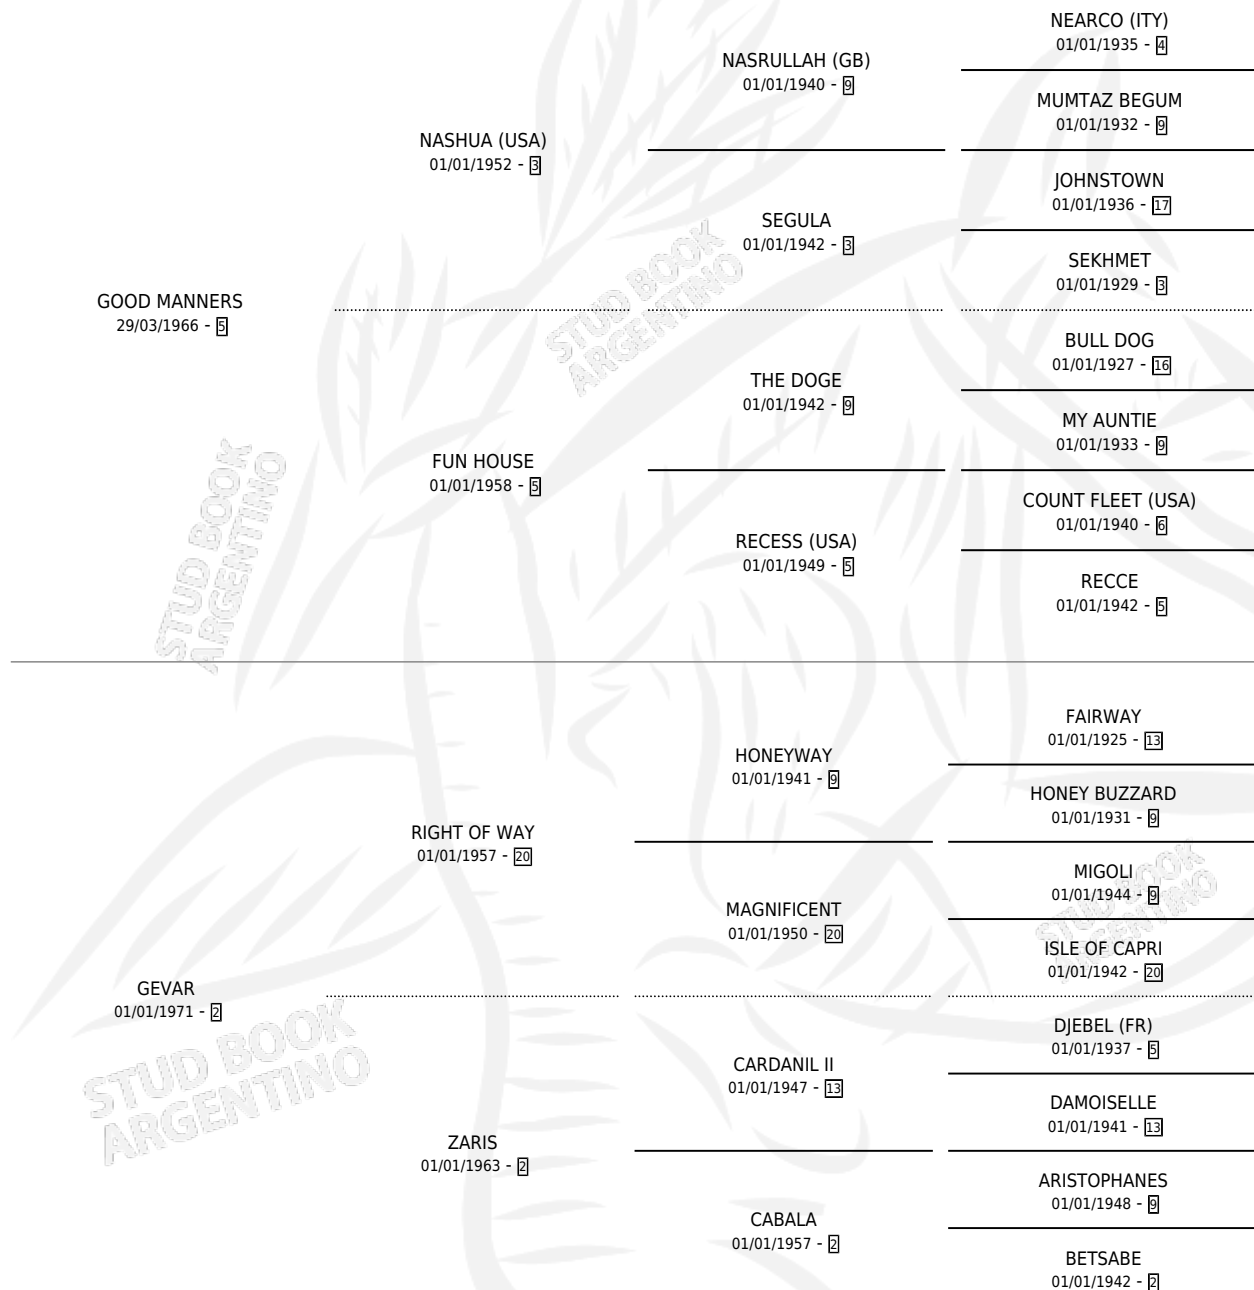 NEARCO (ITY)
01/01/1935 - 4
NASRULLAH (GB)
01/01/1940 - 9
MUMTAZ BEGUM
01/01/1932 - 9
NASHUA (USA)
01/01/1952 - 3
JOHNSTOWN
01/01/1936 - 17
SEGULA
01/01/1942 - 3
SEKHMET
01/01/1929 - 3
GOOD MANNERS
29/03/1966 - 5
BULL DOG
01/01/1927 - 16
THE DOGE
01/01/1942 - 9
MY AUNTIE
01/01/1933 - 9
FUN HOUSE
01/01/1958 - 5
COUNT FLEET (USA)
01/01/1940 - 6
RECESS (USA)
01/01/1949 - 5
RECCE
01/01/1942 - 5
FAIRWAY
01/01/1925 - 13
HONEYWAY
01/01/1941 - 9
HONEY BUZZARD
01/01/1931 - 9
RIGHT OF WAY
01/01/1957 - 20
MIGOLI
01/01/1944 - 9
MAGNIFICENT
01/01/1950 - 20
ISLE OF CAPRI
01/01/1942 - 20
GEVAR
01/01/1971 - 2
DJEBEL (FR)
01/01/1937 - 5
CARDANIL II
01/01/1947 - 13
DAMOISELLE
01/01/1941 - 13
ZARIS
01/01/1963 - 2
ARISTOPHANES
01/01/1948 - 9
CABALA
01/01/1957 - 2
BETSABE
01/01/1942 - 2
STUD BOOK
ARGENTINO
STUD BOOK
ARGENTINO
STUD BOOK
ARGENTINO
STUD BOOK
ARGENTINO